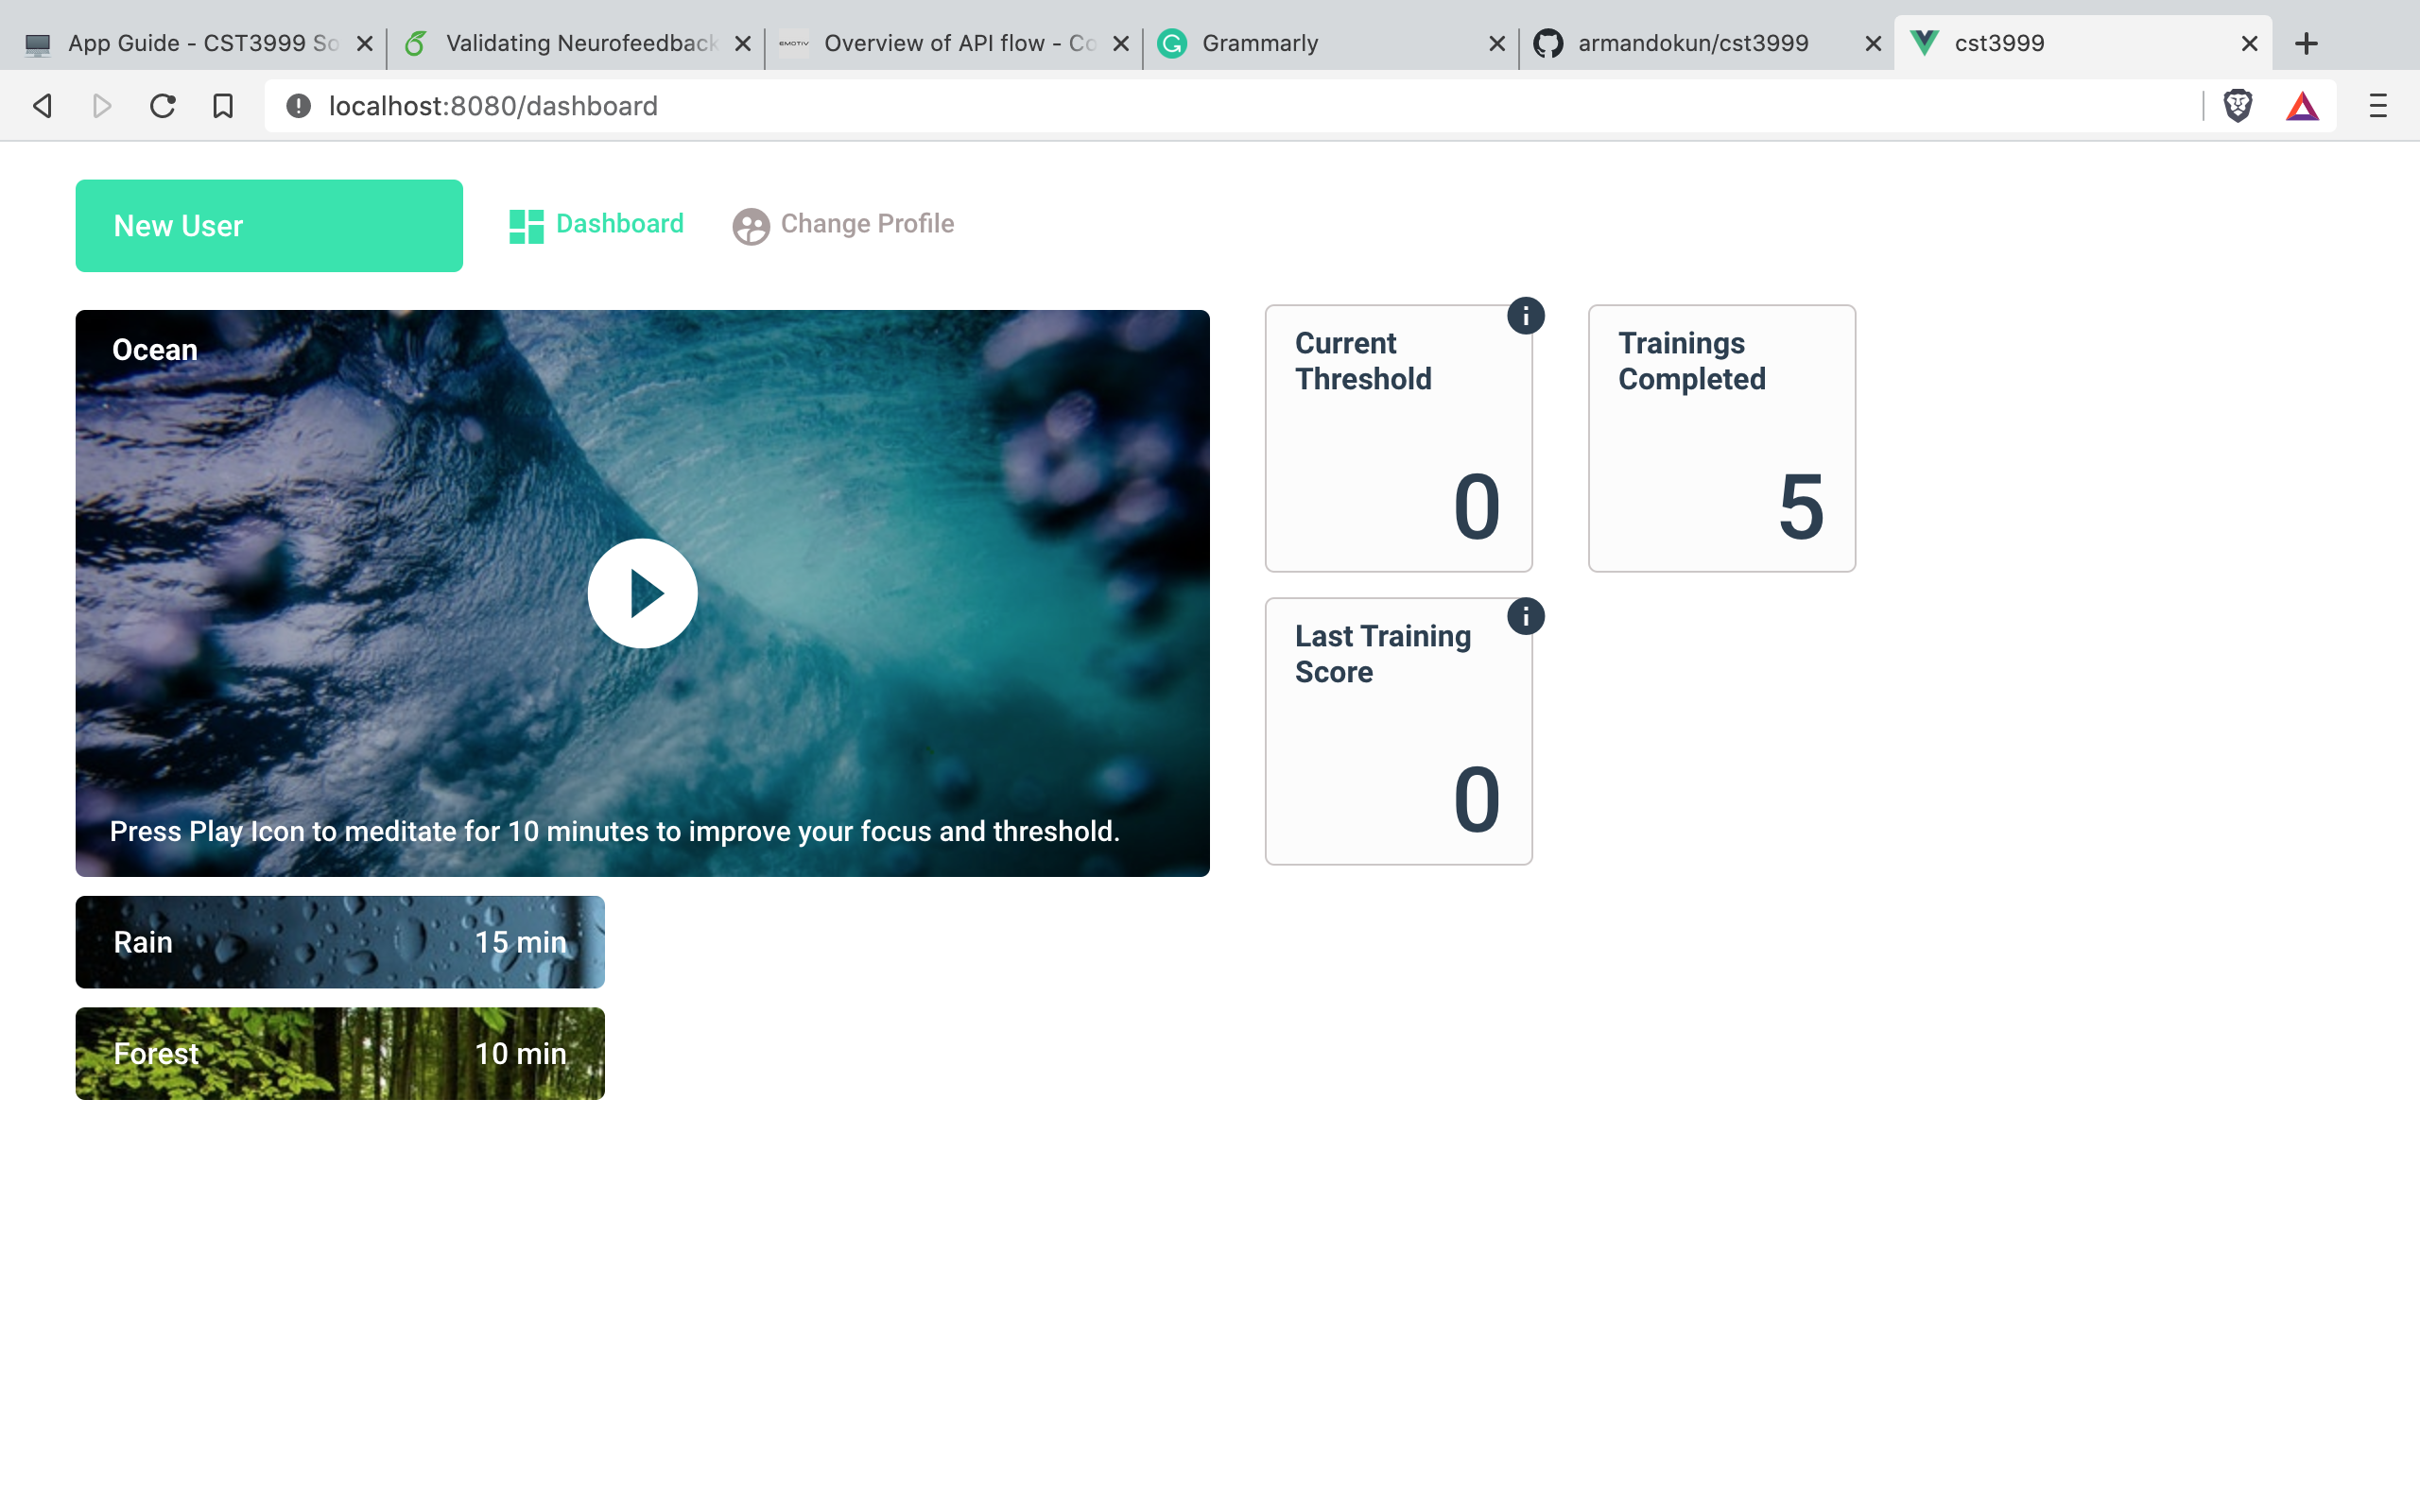 App Guide - CST3999 So
Validating Neurofeedback
EMOTIV
Overview of API flow - Co
Grammarly
armandokun/cst3999
cst3999
localhost:8080/dashboard
New User
Dashboard
Change Profile
Ocean
Press Play Icon to meditate for 10 minutes to improve your focus and threshold.
Current
Threshold
0
Trainings
Completed
5
Last Training
Score
0
Rain
15 min
Forest
10 min